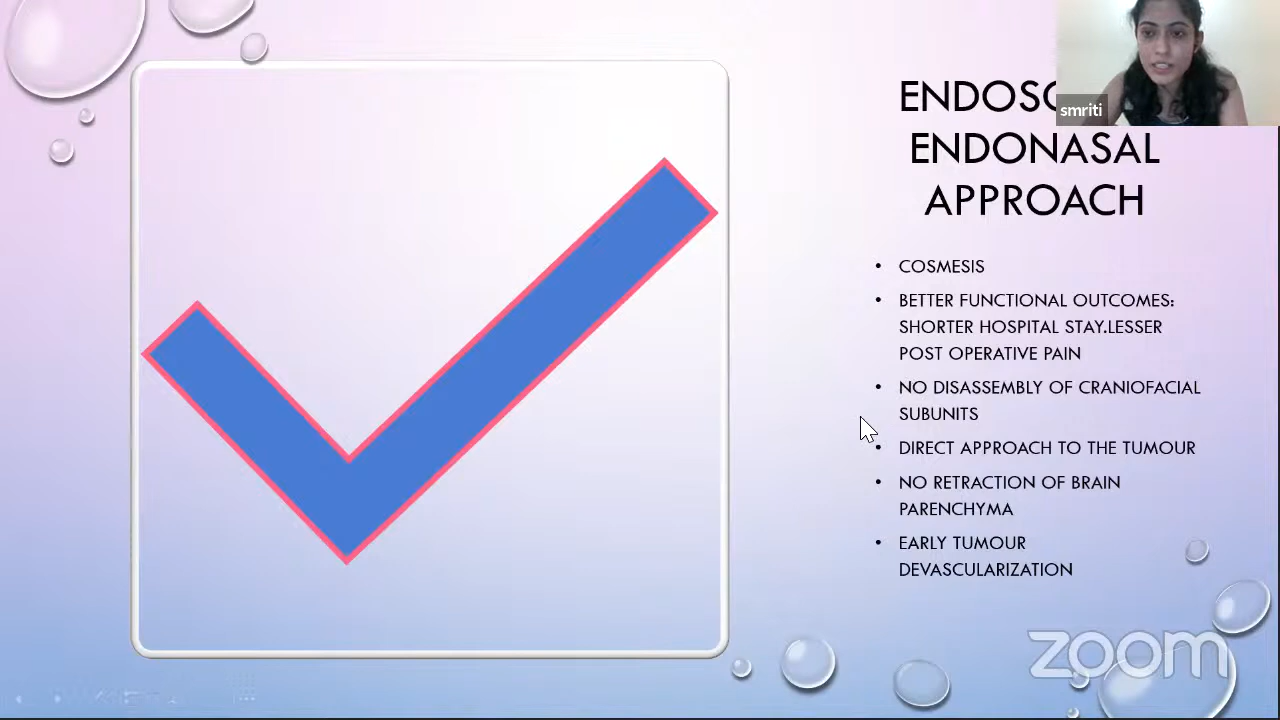 ENDOSC
smriti
ENDONASAL
APPROACH
• COSMESIS
• BETTER FUNCTIONAL OUTCOMES:
SHORTER HOSPITAL STAY.LESSER
POST OPERATIVE PAIN
• NO DISASSEMBLY OF CRANIOFACIAL
SUBUNITS
• DIRECT APPROACH TO THE TUMOUR
• NO RETRACTION OF BRAIN
PARENCHYMA
• EARLY TUMOUR
DEVASCULARIZATION
zoom